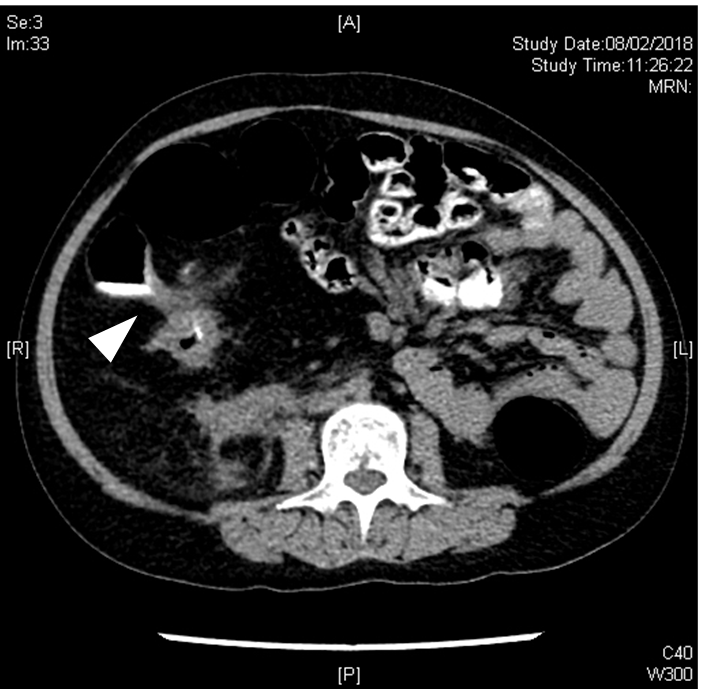 Se:3
Im:33
[A]
Study Date:08/02/2018
Study Time:11:26:22
MRN:
[R]
[L]
[P]
C40
W300